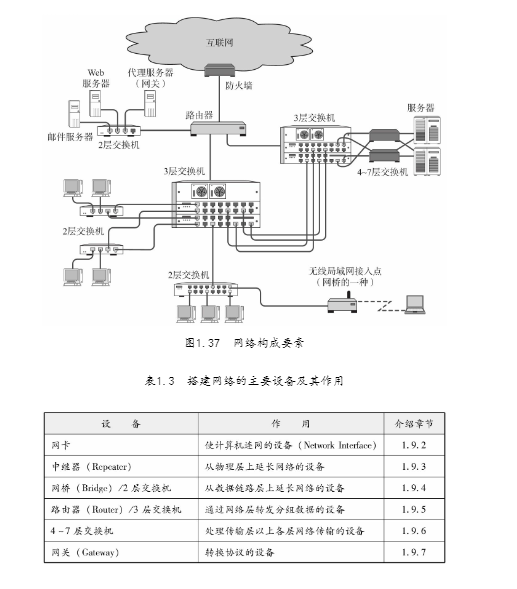 互联网
防火墙
Web
服务器
代理服务器
（网关）
邮件服务器
2层交换机
路由器
3层交换机
服务器
4~7层交换机
3层交换机
2层交换机
2层交换机
无线局域网接入点
（网桥的一种）
图1.37 网络构成要素
表1.3 搭建网络的主要设备及其作用
设 备 作 用 介绍章节
网卡 使计算机连网的设备（Network Interface） 1.9.2
中继器（Repeater） 从物理层上延长网络的设备 1.9.3
网桥（Bridge）/2 层交换机 从数据链路层上延长网络的设备 1.9.4
路由器（Router）/3 层交换机 通过网络层转发分组数据的设备 1.9.5
4~7 层交换机 处理传输层以上各层网络传输的设备 1.9.6
网关（Gateway） 转换协议的设备 1.9.7